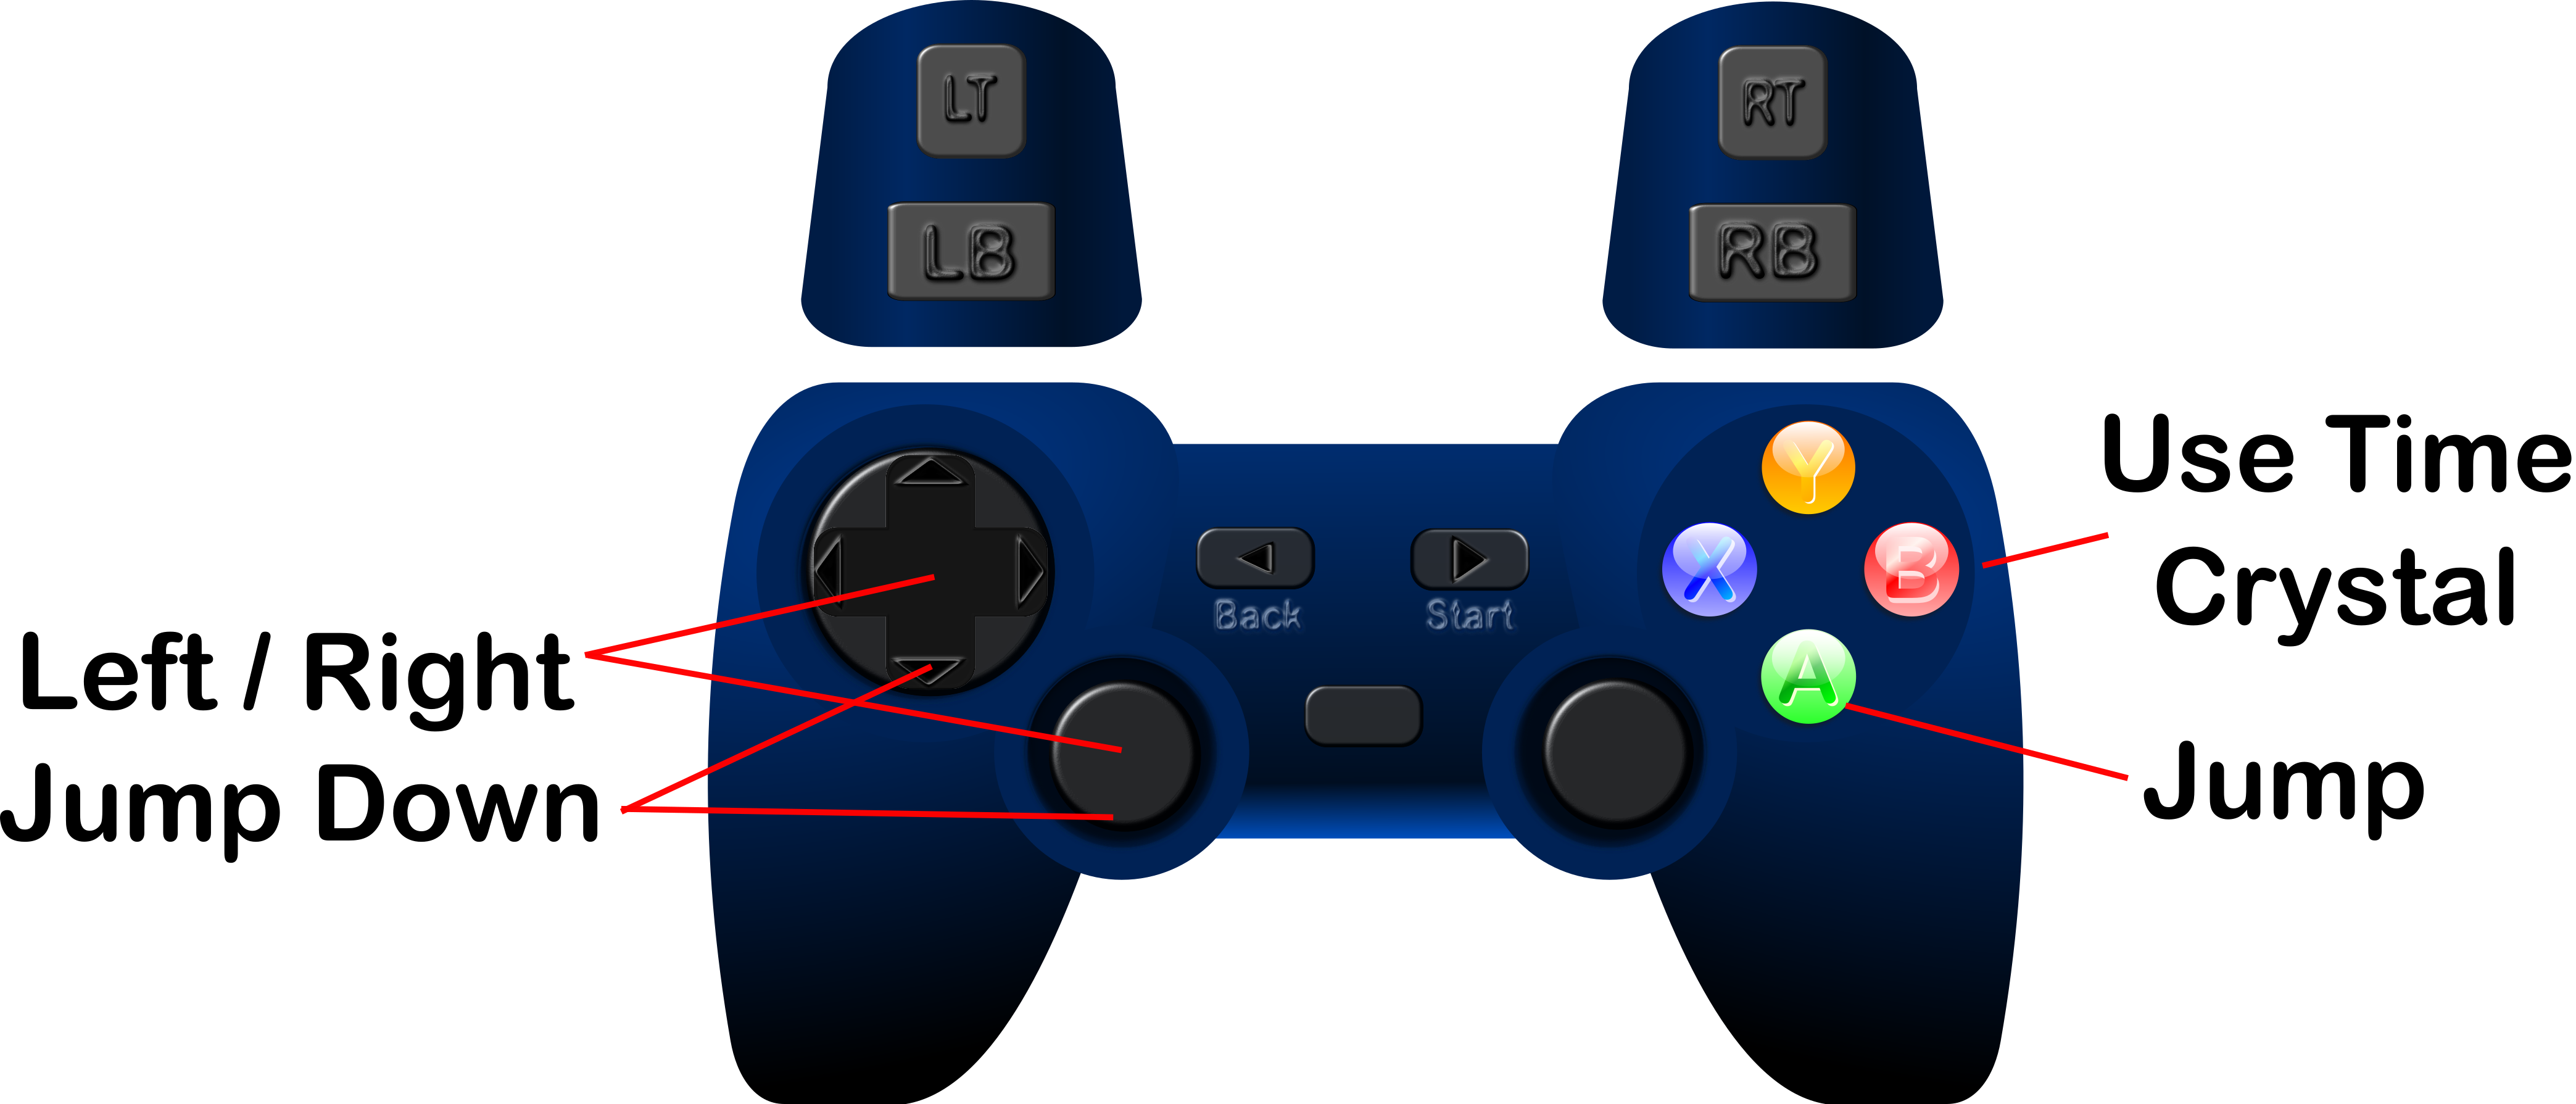 LT
RT
LB
RB
Use Time
Crystal
Y
X
B
A
Back
Start
Left / Right
Jump Down
Jump